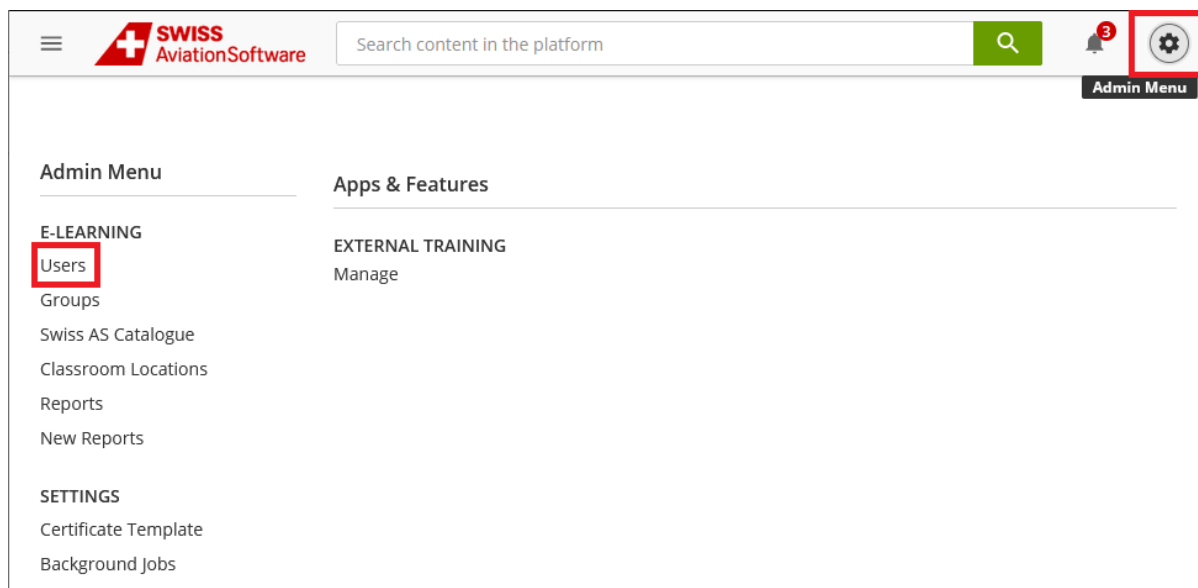 SWISS
AviationSoftware
Search content in the platform
3
Admin Menu
Admin Menu
Apps & Features
E-LEARNING
Users
Groups
Swiss AS Catalogue
Classroom Locations
Reports
New Reports
EXTERNAL TRAINING
Manage
SETTINGS
Certificate Template
Background Jobs